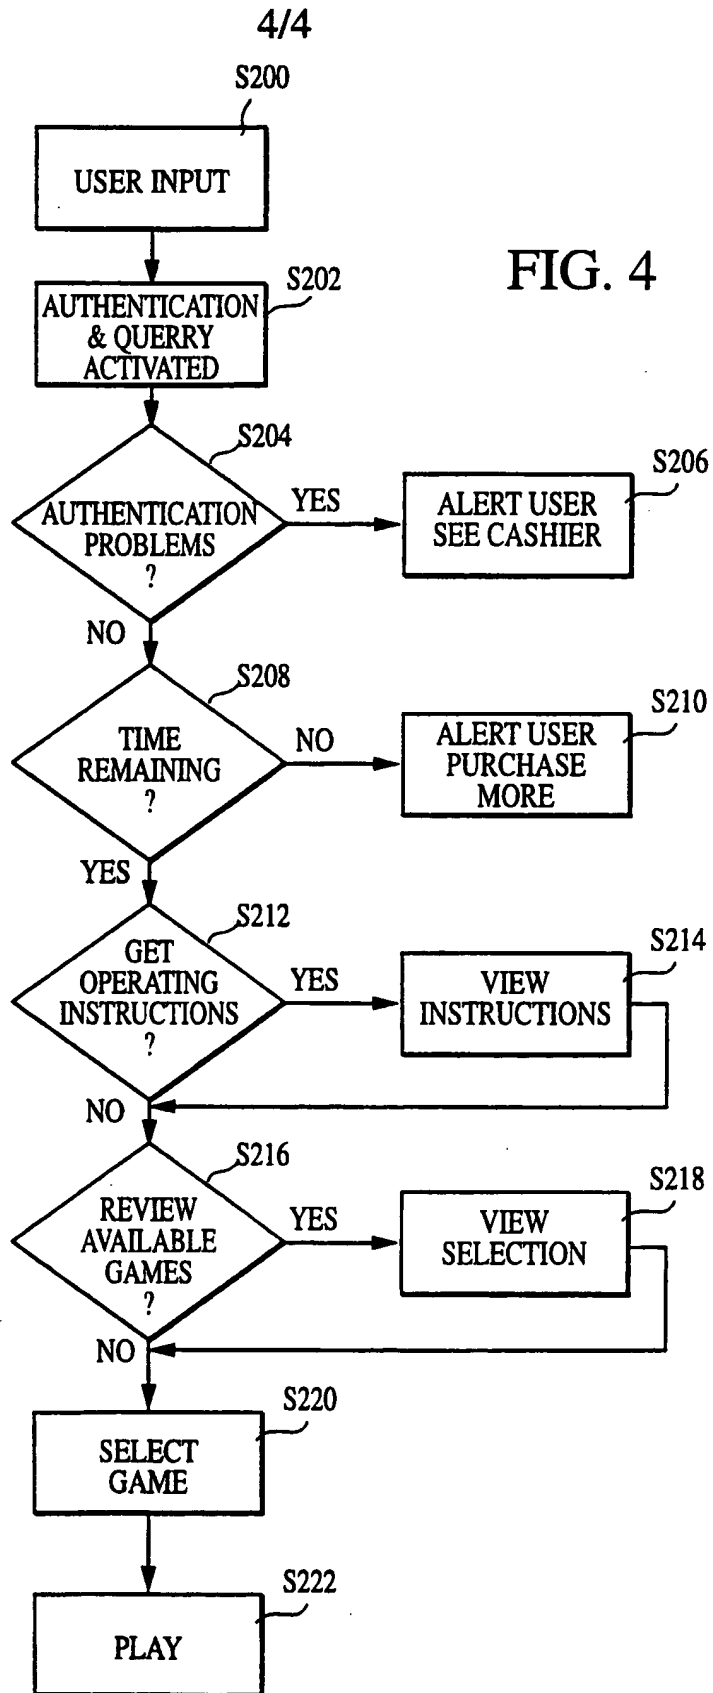 4/4
S200
USER INPUT
FIG. 4
S202
AUTHENTICATION
& QUERRY
ACTIVATED
S204
AUTHENTICATION
PROBLEMS
?
YES
S206
ALERT USER
SEE CASHIER
NO
S208
TIME
REMAINING
?
NO
S210
ALERT USER
PURCHASE
MORE
YES
S212
GET
OPERATING
INSTRUCTIONS
?
YES
S214
VIEW
INSTRUCTIONS
NO
S216
REVIEW
AVAILABLE
GAMES
?
YES
S218
VIEW
SELECTION
NO
S220
SELECT
GAME
S222
PLAY